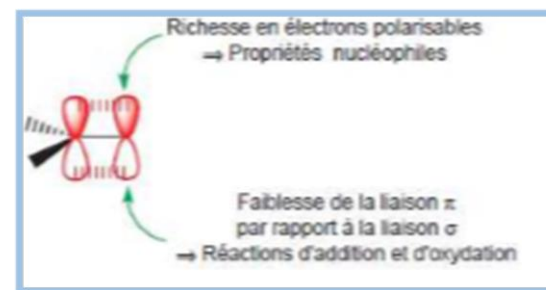 Richesse en électrons polarisables
⇒ Propriétés nucléophiles
Faiblesse de la liaison π
par rapport à la liaison σ
⇒ Réactions d'addition et d'oxydation